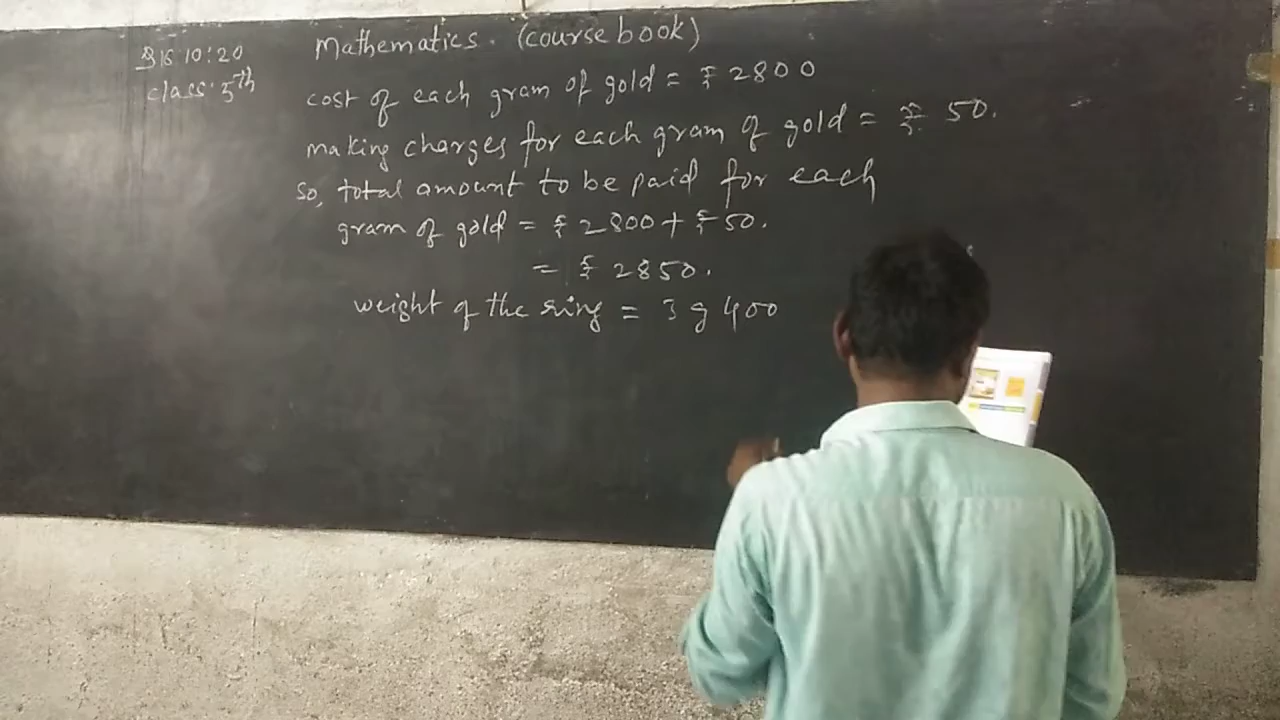 Mathematics. (course book)
10:20
class: 5th
cost of each gram of gold = ₹ 2800
making charges for each gram of gold = ₹ 50.
so, total amount to be paid for each
gram of gold = ₹ 2800 + ₹ 50.
= ₹ 2850.
weight of the ring = 3 g 400